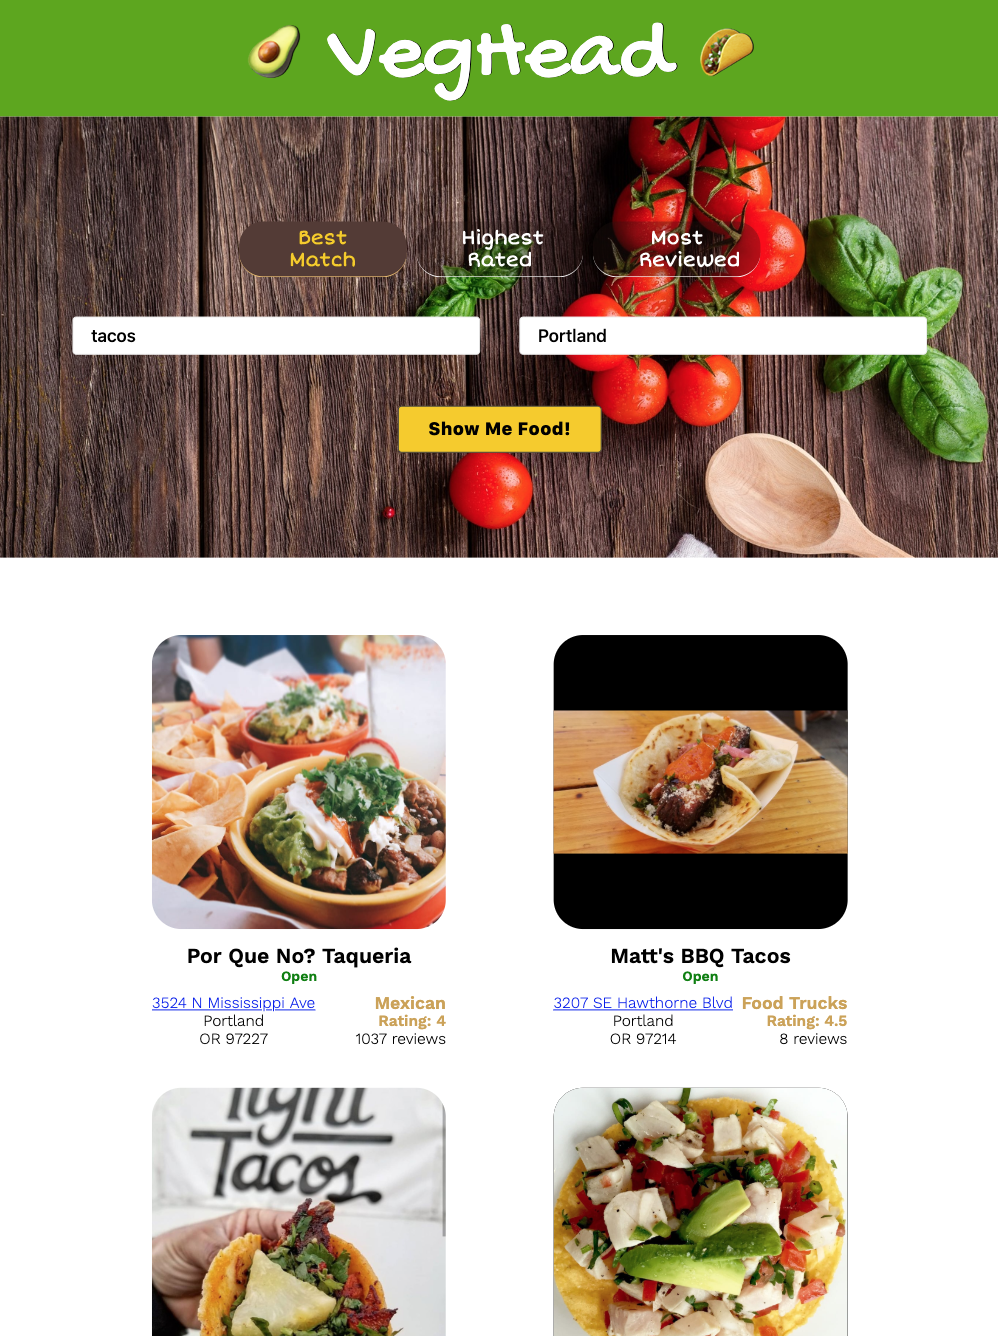 VegHead
Best
Match
Highest
Rated
Most
Reviewed
tacos
Portland
Show Me Food!
Por Que No? Taqueria
Open
3524 N Mississippi Ave
Portland
OR 97227
Mexican
Rating: 4
1037 reviews
Matt's BBQ Tacos
Open
3207 SE Hawthorne Blvd
Portland
OR 97214
Food Trucks
Rating: 4.5
8 reviews
Tacos